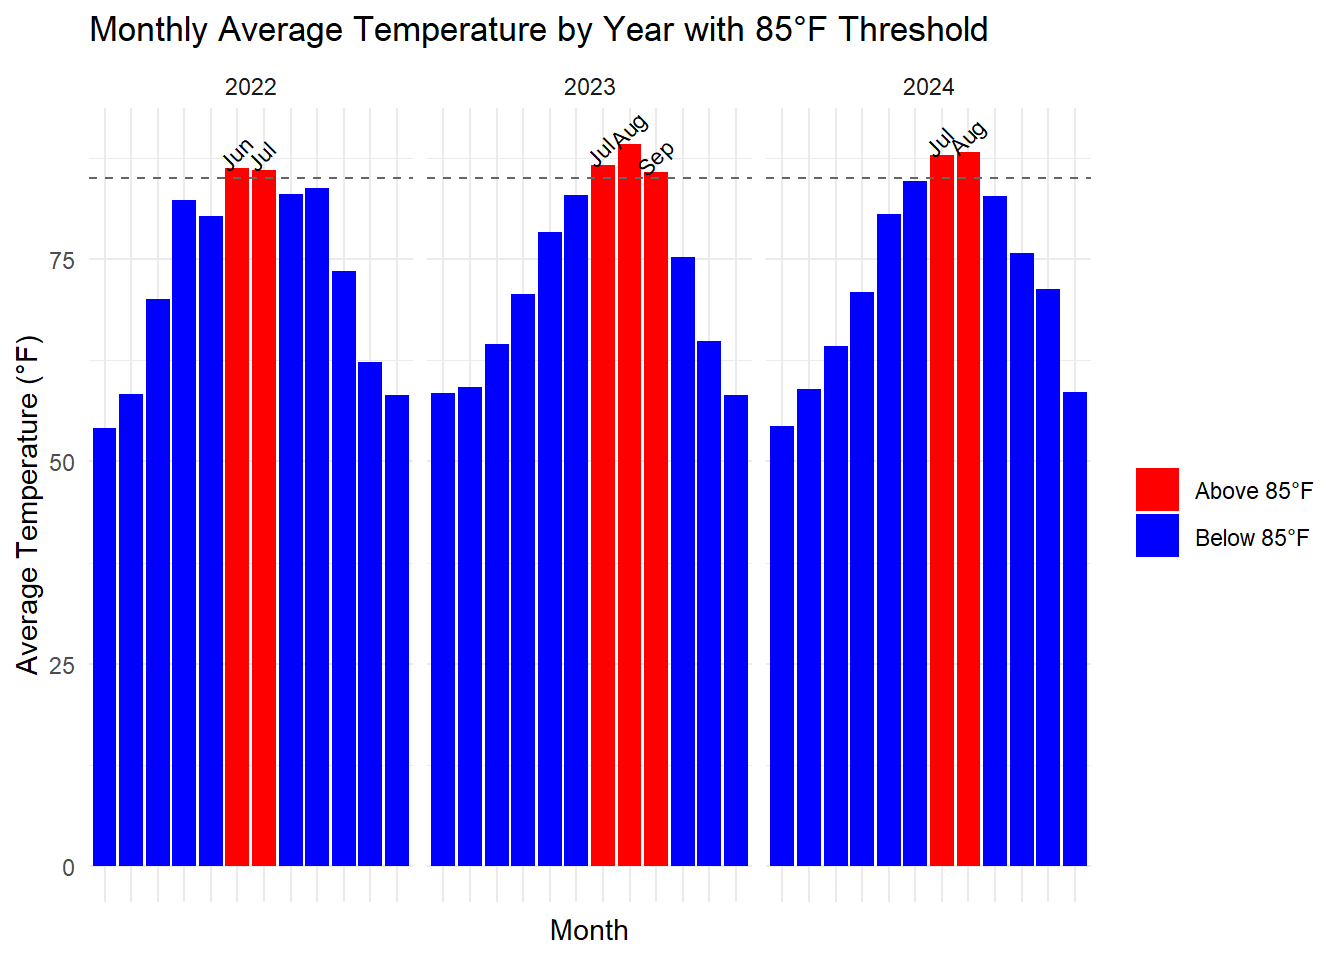 Monthly Average Temperature by Year with 85°F Threshold
2022 2023 2024
Jun Jul Jul Aug Sep Jul Aug
75
50
25
0
Average Temperature (°F)
Month
Above 85°F
Below 85°F